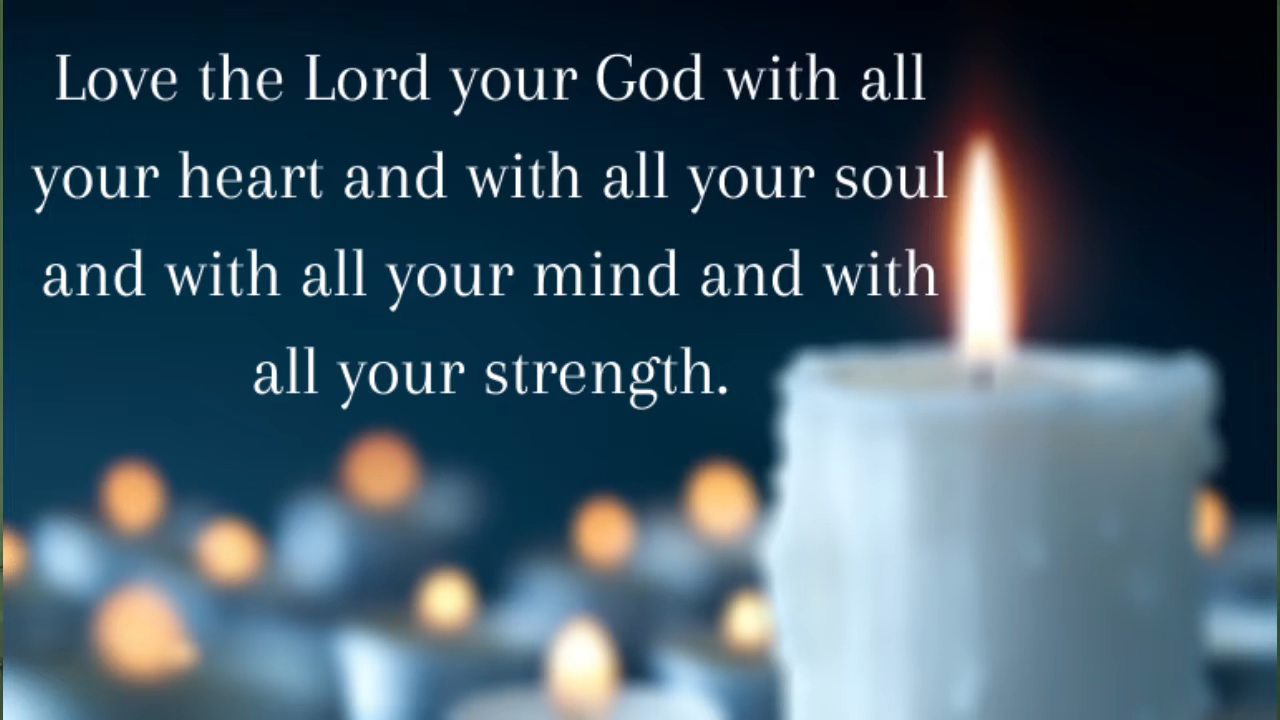 Love the Lord your God with all
your heart and with all your soul
and with all your mind and with
all your strength.